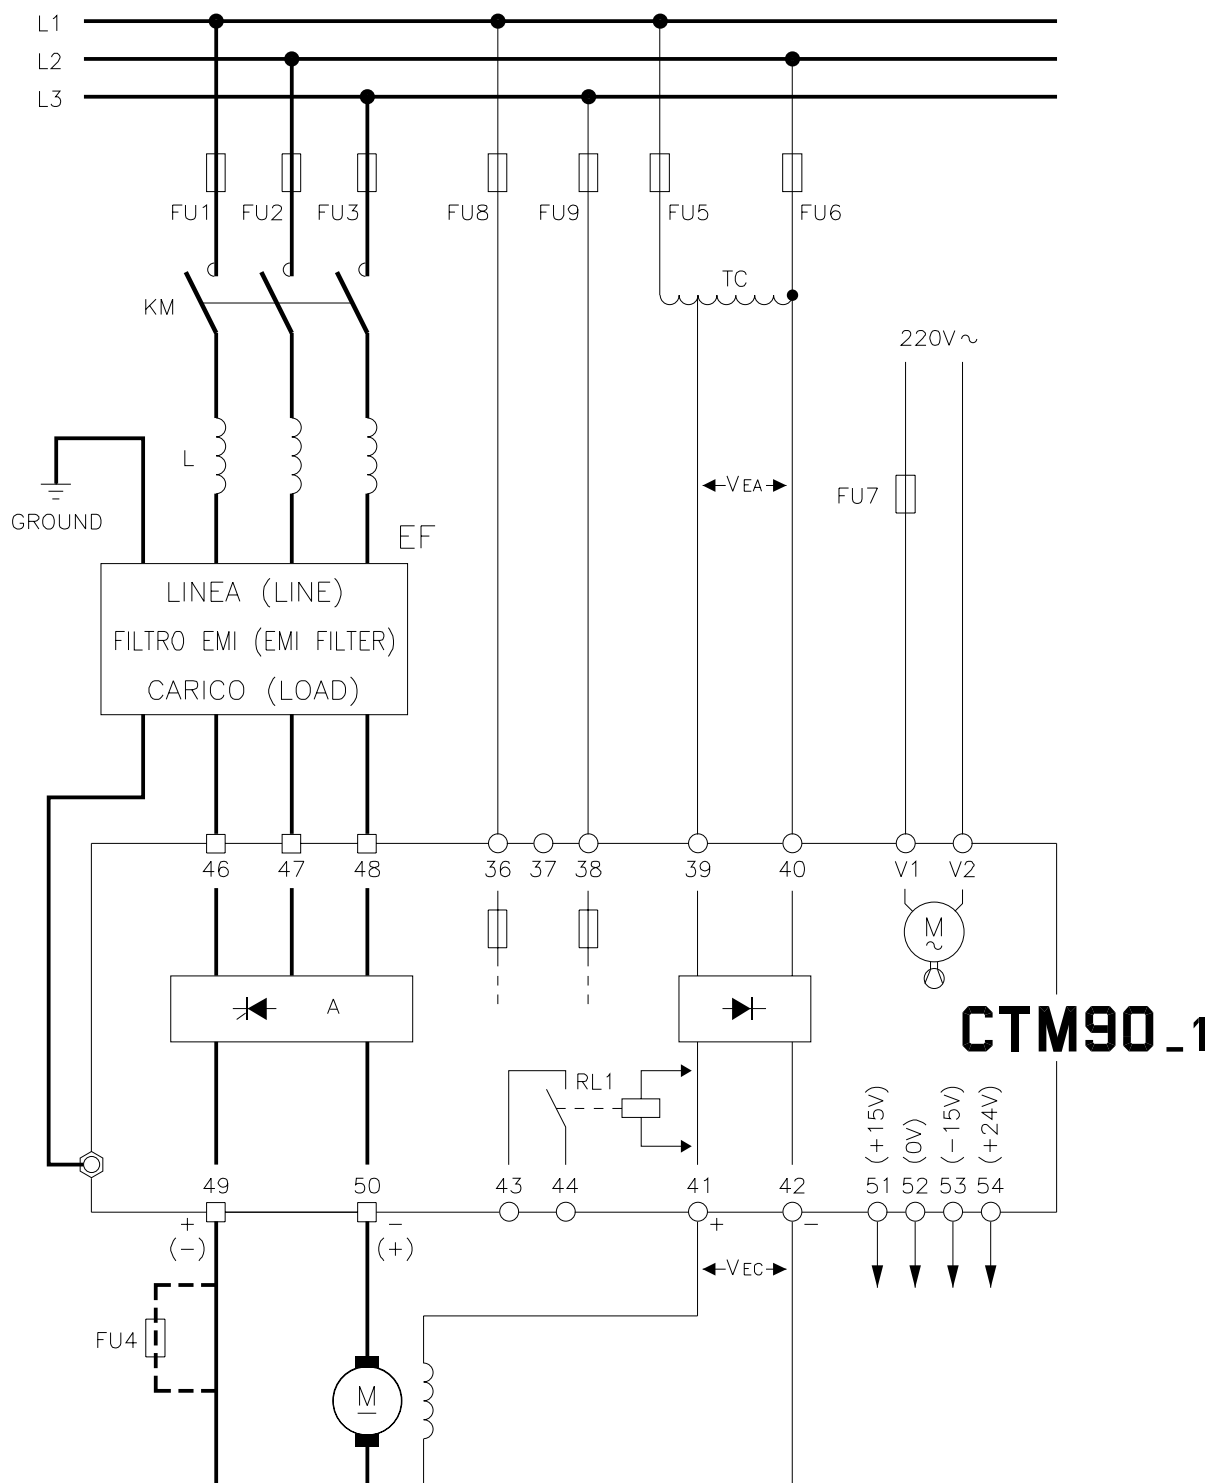 L1
L2
L3
FU1 FU2 FU3 FU8 FU9 FU5 FU6
TC
KM
220V~
L
VEA
FU7
GROUND
EF
LINEA (LINE)
FILTRO EMI (EMI FILTER)
CARICO (LOAD)
46 47 48 36 37 38 39 40 V1 V2
M
~
A
CTM90_1
RL1
(+15V) (0V) (-15V) (+24V)
49 50 43 44 41 42 51 52 53 54
+ - + -
(-) (+)
VEC
FU4
M